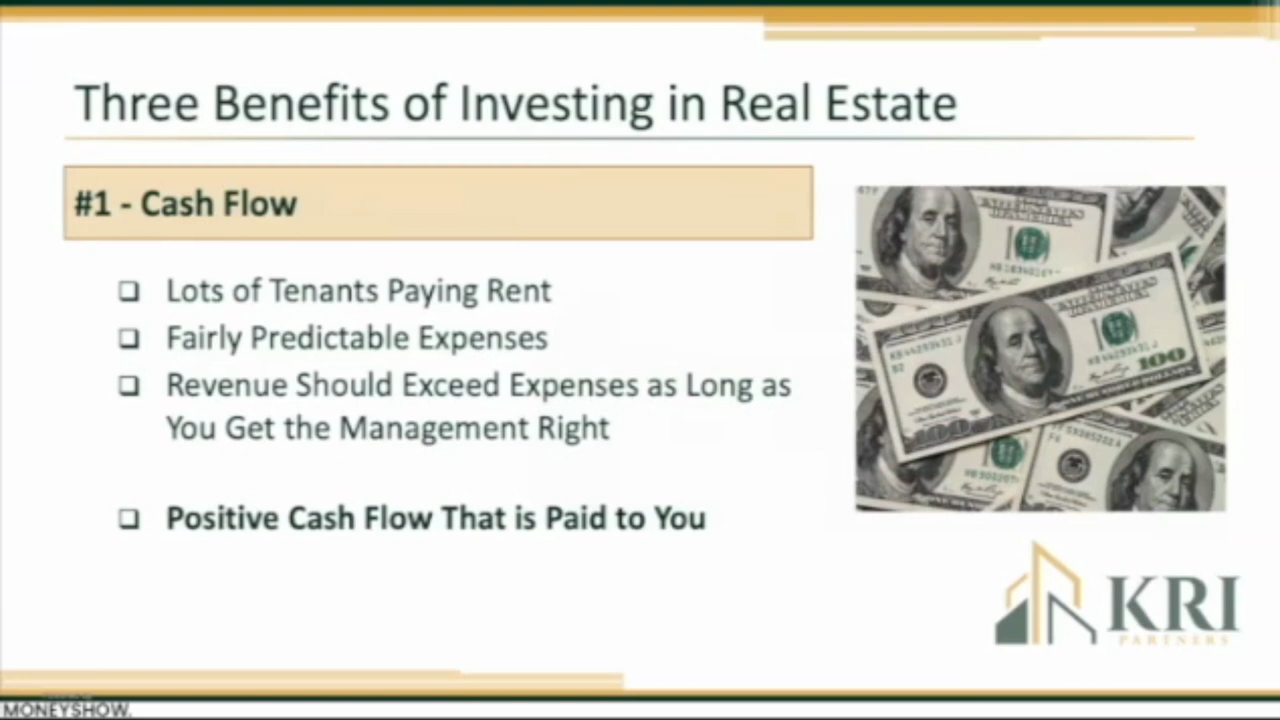 Three Benefits of Investing in Real Estate
#1 - Cash Flow
Lots of Tenants Paying Rent
Fairly Predictable Expenses
Revenue Should Exceed Expenses as Long as
You Get the Management Right
Positive Cash Flow That is Paid to You
100
KRI
PARTNERS
MONEYSHOW.